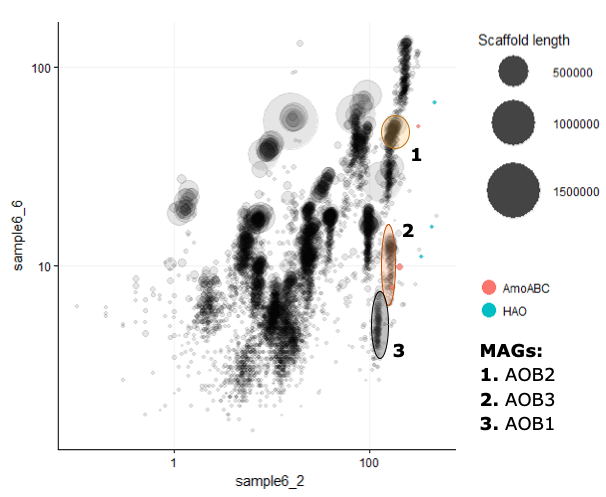 Scaffold length
500000
1000000
1500000
100
10
1
2
3
sample6_6
1
100
sample6_2
AmoABC
HAO
MAGs:
1. AOB2
2. AOB3
3. AOB1